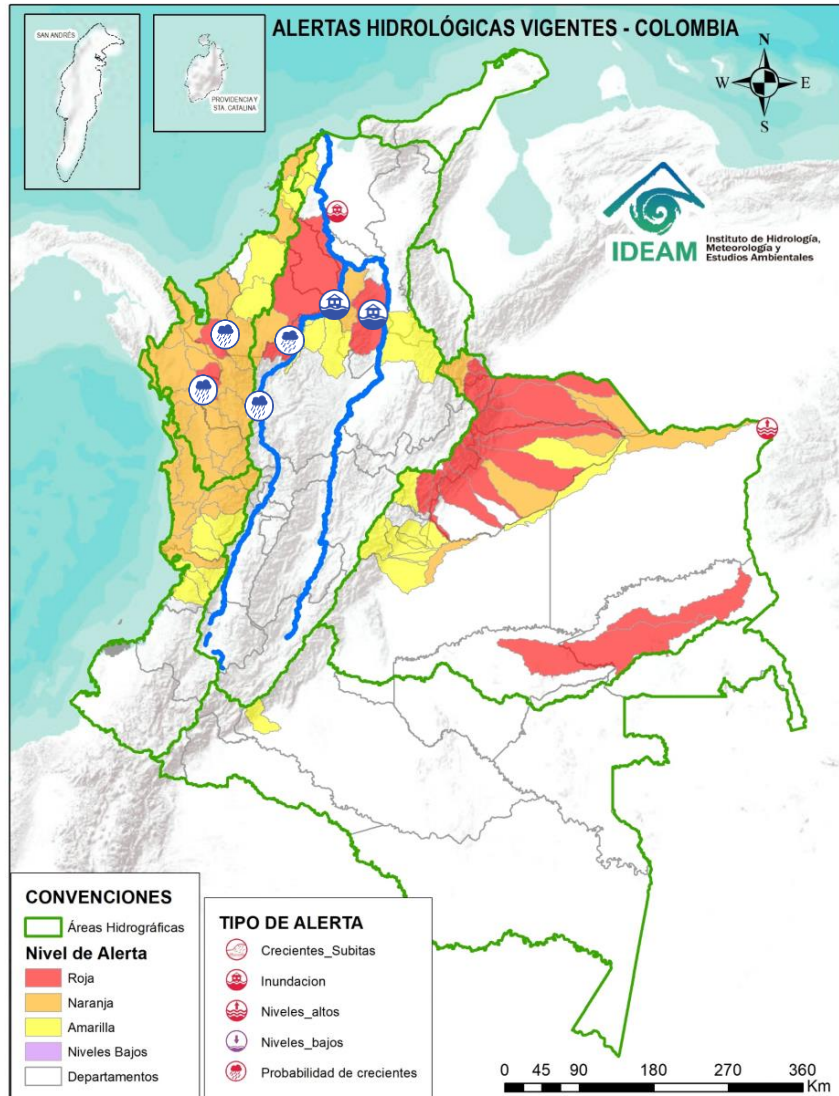 ALERTAS HIDROLÓGICAS VIGENTES - COLOMBIA
SAN ANDRÉS
PROVIDENCIA Y
STA. CATALINA
N
W
E
S
IDEAM
Instituto de Hidrología,
Meteorología y
Estudios Ambientales
CONVENCIONES
Áreas Hidrográficas
Nivel de Alerta
Roja
Naranja
Amarilla
Niveles Bajos
Departamentos
TIPO DE ALERTA
Crecientes_Subitas
Inundacion
Niveles_altos
Niveles_bajos
Probabilidad de crecientes
0 45 90 180 270 360
Km